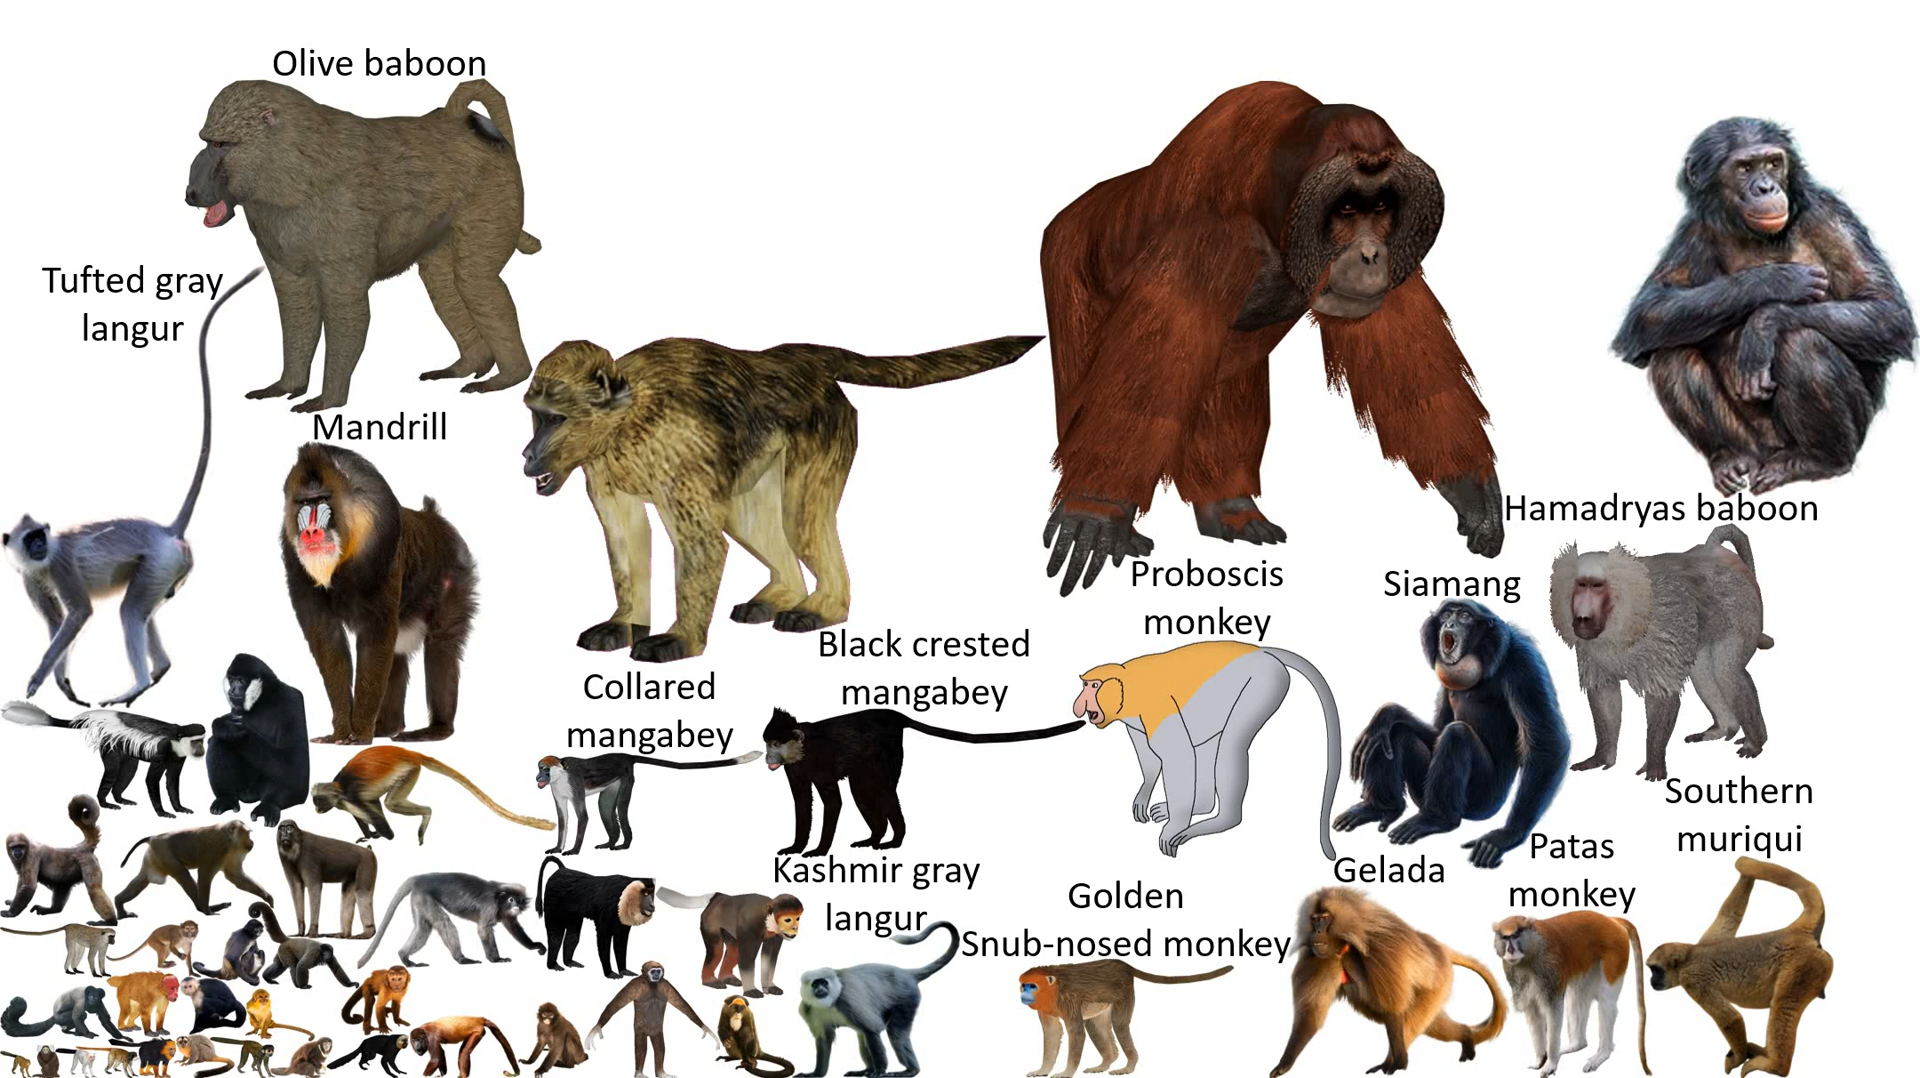 Olive baboon
Tufted gray
langur
Mandrill
Hamadryas baboon
Proboscis
monkey
Siamang
Black crested
mangabey
Collared
mangabey
Southern
muriqui
Patas
monkey
Gelada
Kashmir gray
langur
Golden
Snub-nosed monkey